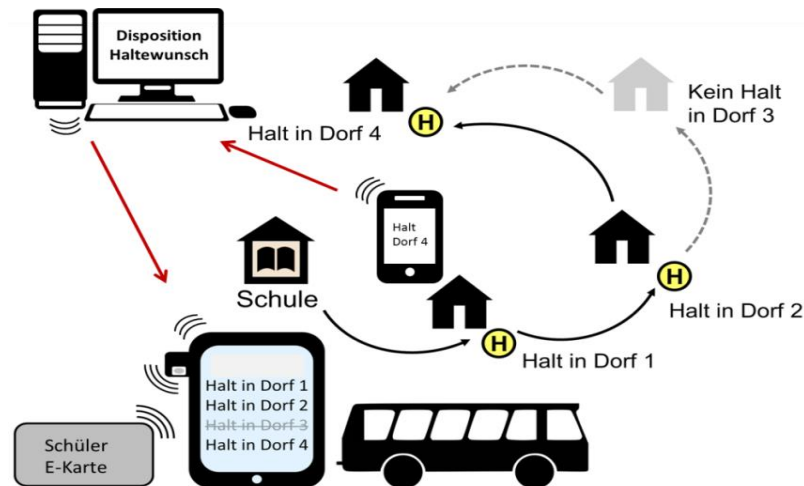 Disposition
Haltewunsch
Kein Halt
in Dorf 3
Halt in Dorf 4
H
Halt
Dorf 4
Schule
H
Halt in Dorf 2
H
Halt in Dorf 1
Halt in Dorf 1
Halt in Dorf 2
Halt in Dorf 3
Halt in Dorf 4
Schüler
E-Karte